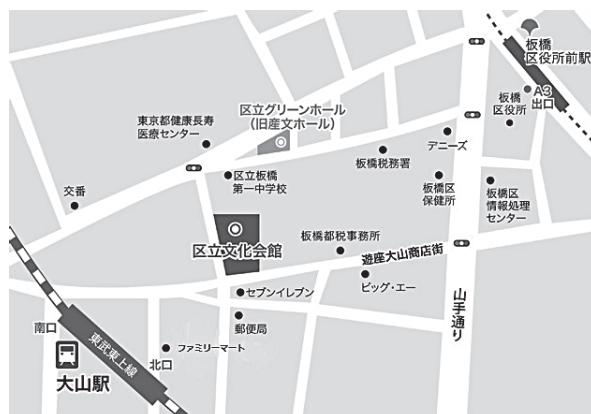 板橋
区役所前駅
A3
出口
板橋
区役所
区立グリーンホール
(旧産文ホール)
東京都健康長寿
医療センター
デニーズ
板橋税務署
区立板橋
第一中学校
板橋区
保健所
板橋区
情報処理
センター
交番
区立文化会館
板橋都税事務所
遊座大山商店街
ビッグ・エー
セブンイレブン
山手通り
郵便局
南口
東武東上線
北口
ファミリーマート
大山駅